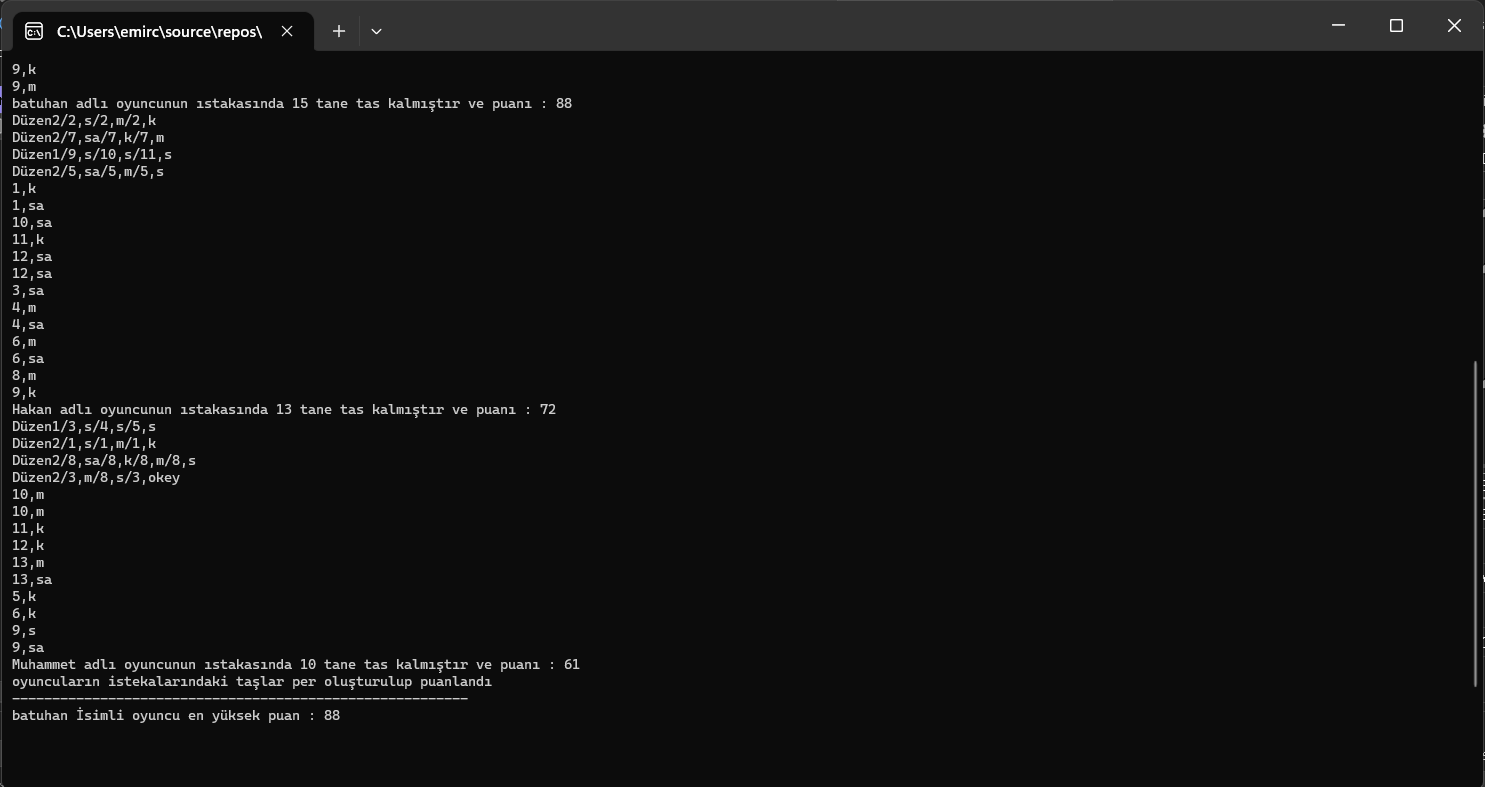 C:\Users\emirc\source\repos\
9,k
9,m
batuhan adlı oyuncunun ıstakasında 15 tane tas kalmıştır ve puanı : 88
Düzen2/2,s/2,m/2,k
Düzen2/7,sa/7,k/7,m
Düzen1/9,s/10,s/11,s
Düzen2/5,sa/5,m/5,s
1,k
1,sa
10,sa
11,k
12,sa
12,sa
3,sa
4,m
4,sa
6,m
6,sa
8,m
9,k
Hakan adlı oyuncunun ıstakasında 13 tane tas kalmıştır ve puanı : 72
Düzen1/3,s/4,s/5,s
Düzen2/1,s/1,m/1,k
Düzen2/8,sa/8,k/8,m/8,s
Düzen2/3,m/8,s/3,okey
10,m
10,m
11,k
12,k
13,m
13,sa
5,k
6,k
9,s
9,sa
Muhammet adlı oyuncunun ıstakasında 10 tane tas kalmıştır ve puanı : 61
oyuncuların istekalarındaki taşlar per oluşturulup puanlandı
---------------------------------------------------------
batuhan İsimli oyuncu en yüksek puan : 88